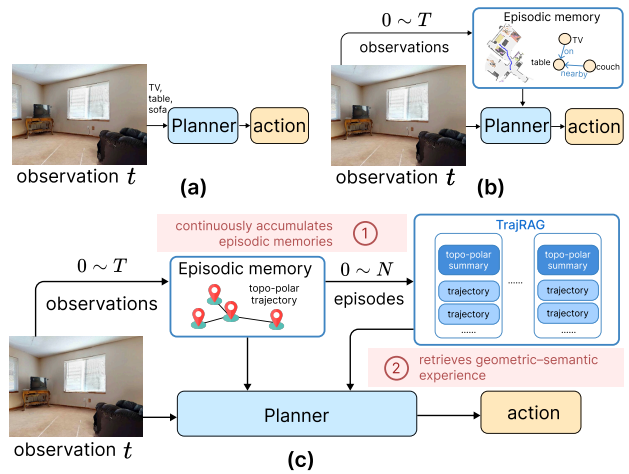 TV,
table,
sofa
Planner
action
observation t
(a)
0 ~ T
observations
Episodic memory
TV
on
table
nearby
couch
Planner
action
observation t
(b)
continuously accumulates
episodic memories
1
TrajRAG
topo-polar
summary
trajectory
trajectory
......
......
topo-polar
summary
trajectory
trajectory
......
0 ~ T
observations
Episodic memory
topo-polar
trajectory
0 ~ N
episodes
2
retrieves geometric–semantic
experience
Planner
action
observation t
(c)